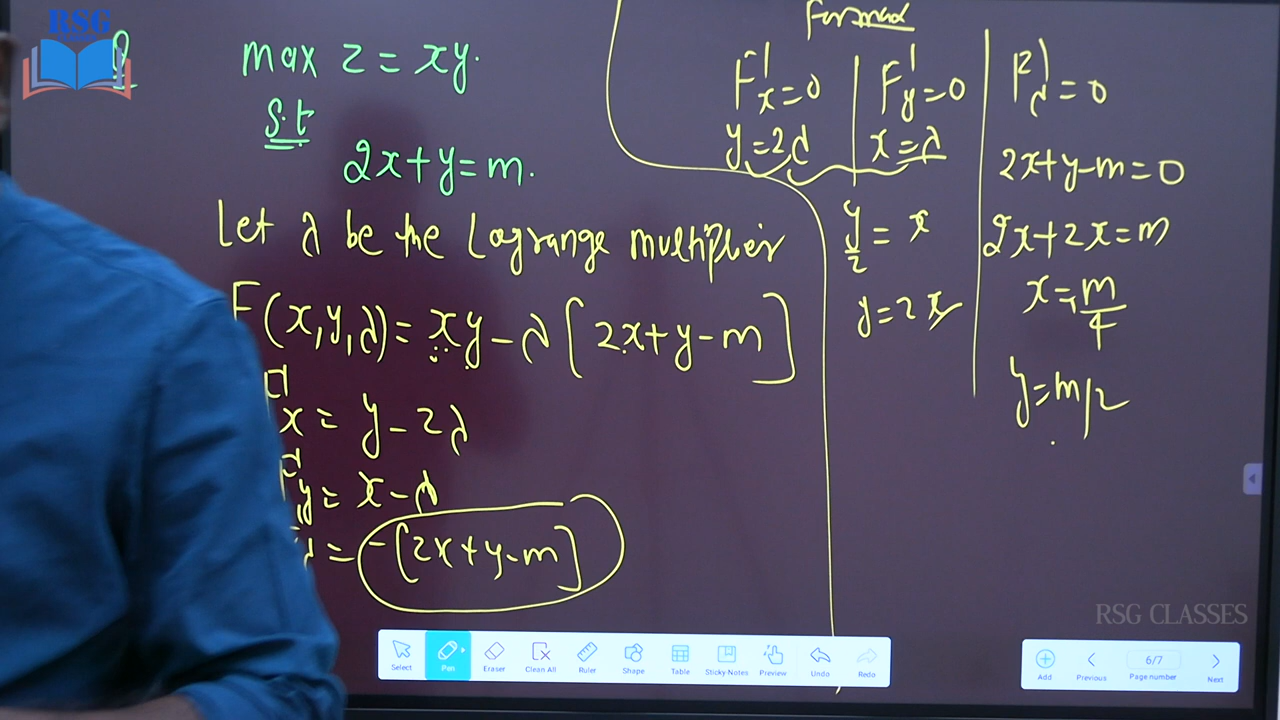 RSG
Q
max z = xy.
S.t
2x+y=m.
Let λ be the Lagrange multiplier
F(x,y,λ) = xy - λ[2x+y-m]
x = y - 2λ
y = x - λ
λ = -[2x+y-m]
F'x=0
y=2λ
F'y=0
x=λ
y/2 = x
y=2x
F'λ=0
2x+y-m=0
2x+2x=m
x=m/4
y=m/2
RSG CLASSES
Select Pen Eraser Clean All Ruler Shape Table Sticky-Notes Preview Undo Redo
Add Previous 6/7 Page number Next